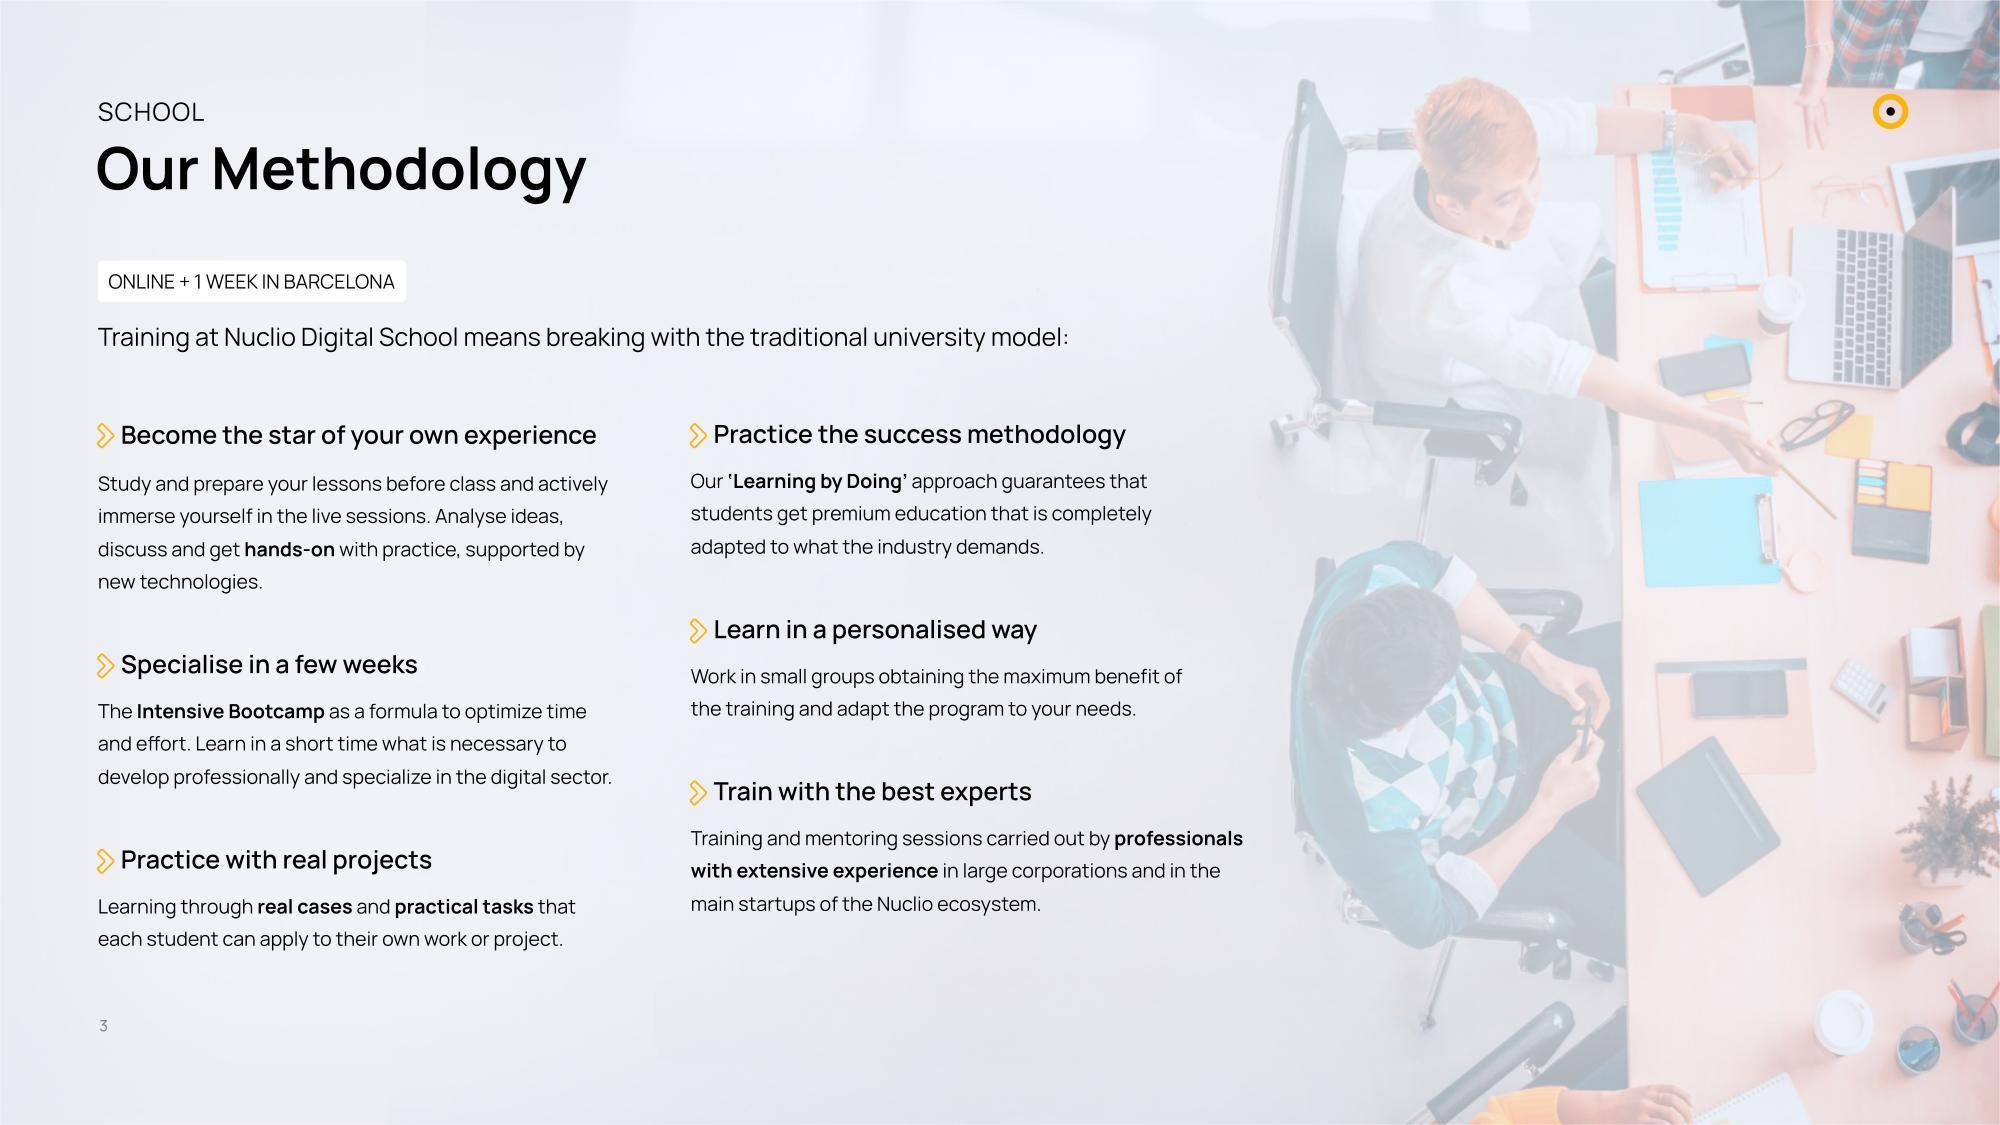 SCHOOL
Our Methodology
ONLINE + 1 WEEK IN BARCELONA
Training at Nuclio Digital School means breaking with the traditional university model:
Become the star of your own experience
Study and prepare your lessons before class and actively
immerse yourself in the live sessions. Analyse ideas,
discuss and get hands-on with practice, supported by
new technologies.
Specialise in a few weeks
The Intensive Bootcamp as a formula to optimize time
and effort. Learn in a short time what is necessary to
develop professionally and specialize in the digital sector.
Practice with real projects
Learning through real cases and practical tasks that
each student can apply to their own work or project.
Practice the success methodology
Our ‘Learning by Doing’ approach guarantees that
students get premium education that is completely
adapted to what the industry demands.
Learn in a personalised way
Work in small groups obtaining the maximum benefit of
the training and adapt the program to your needs.
Train with the best experts
Training and mentoring sessions carried out by professionals
with extensive experience in large corporations and in the
main startups of the Nuclio ecosystem.
3